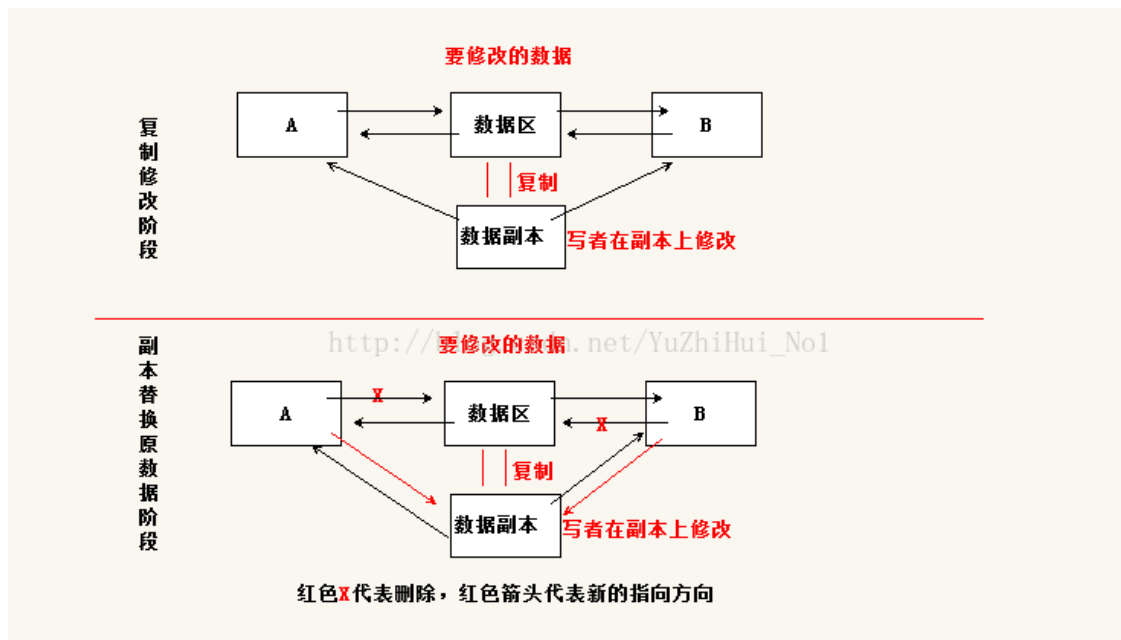 要修改的数据
A
数据区
B
复制修改阶段
复制
数据副本
写者在副本上修改
http://blog.csdn.net/YuZhiHui_No1
要修改的数据
副本替换原数据阶段
A
X
数据区
X
B
复制
数据副本
写者在副本上修改
红色X代表删除，红色箭头代表新的指向方向